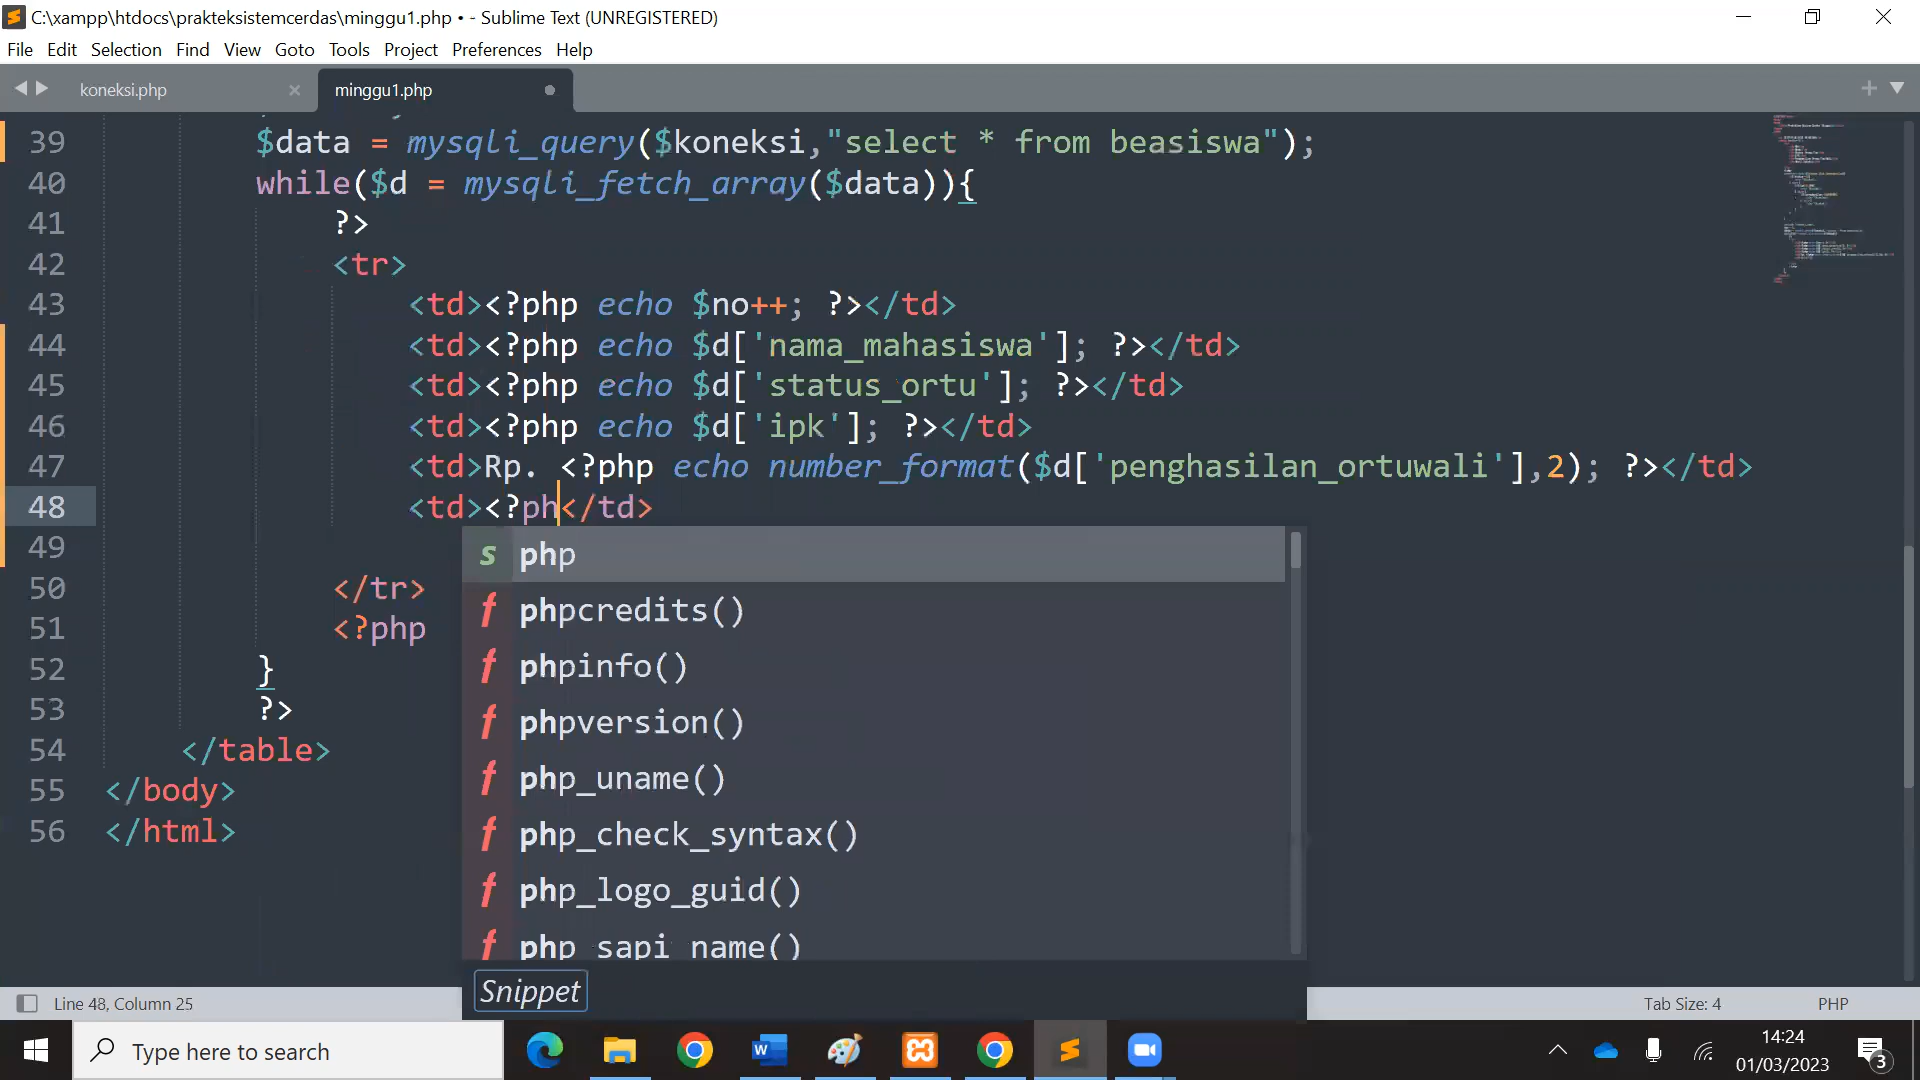 C:\xampp\htdocs\prakteksistemcerdas\minggu1.php • - Sublime Text (UNREGISTERED)
File Edit Selection Find View Goto Tools Project Preferences Help
koneksi.php × minggu1.php
39 $data = mysqli_query($koneksi,"select * from beasiswa");
40 while($d = mysqli_fetch_array($data)){
41 ?>
42 <tr>
43 <td><?php echo $no++; ?></td>
44 <td><?php echo $d['nama_mahasiswa']; ?></td>
45 <td><?php echo $d['status_ortu']; ?></td>
46 <td><?php echo $d['ipk']; ?></td>
47 <td>Rp. <?php echo number_format($d['penghasilan_ortuwali'],2); ?></td>
48 <td><?ph</td>
49
50 </tr>
51 <?php
52 }
53 ?>
54 </table>
55 </body>
56 </html>
s php
f phpcredits()
f phpinfo()
f phpversion()
f php_uname()
f php_check_syntax()
f php_logo_guid()
f php_sapi_name()
Snippet
Line 48, Column 25 Tab Size: 4 PHP
Type here to search
14:24
01/03/2023
3